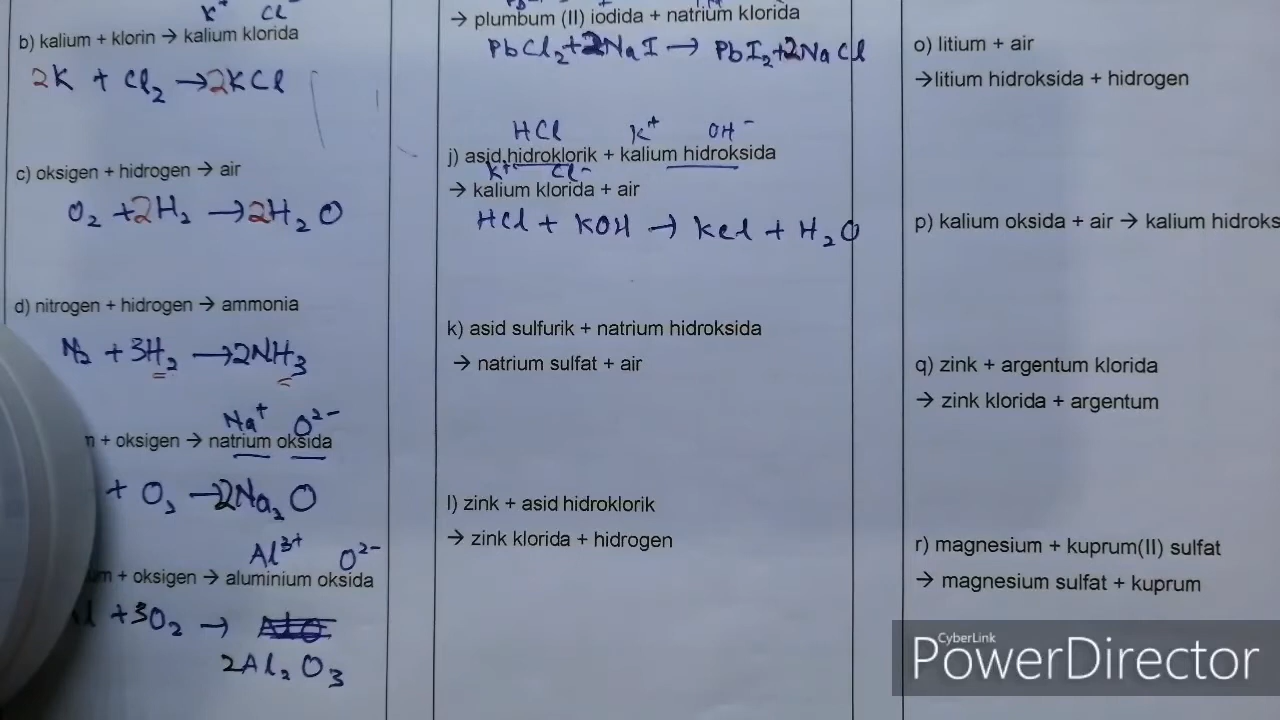 K⁺ Cl⁻
b) kalium + klorin → kalium klorida
2K + Cl₂ → 2KCl
c) oksigen + hidrogen → air
O₂ + 2H₂ → 2H₂O
d) nitrogen + hidrogen → ammonia
N₂ + 3H₂ → 2NH₃
Na⁺ O²⁻
+ oksigen → natrium oksida
+ O₂ → 2Na₂O
Al³⁺ O²⁻
+ oksigen → aluminium oksida
+ 3O₂ →
2Al₂O₃
→ plumbum (II) iodida + natrium klorida
PbCl₂ + 2NaI → PbI₂ + 2NaCl
HCl K⁺ OH⁻
j) asid hidroklorik + kalium hidroksida
K⁺ Cl⁻
→ kalium klorida + air
HCl + KOH → KCl + H₂O
k) asid sulfurik + natrium hidroksida
→ natrium sulfat + air
l) zink + asid hidroklorik
→ zink klorida + hidrogen
o) litium + air
→ litium hidroksida + hidrogen
p) kalium oksida + air → kalium hidroks
q) zink + argentum klorida
→ zink klorida + argentum
r) magnesium + kuprum(II) sulfat
→ magnesium sulfat + kuprum
CyberLink
PowerDirector